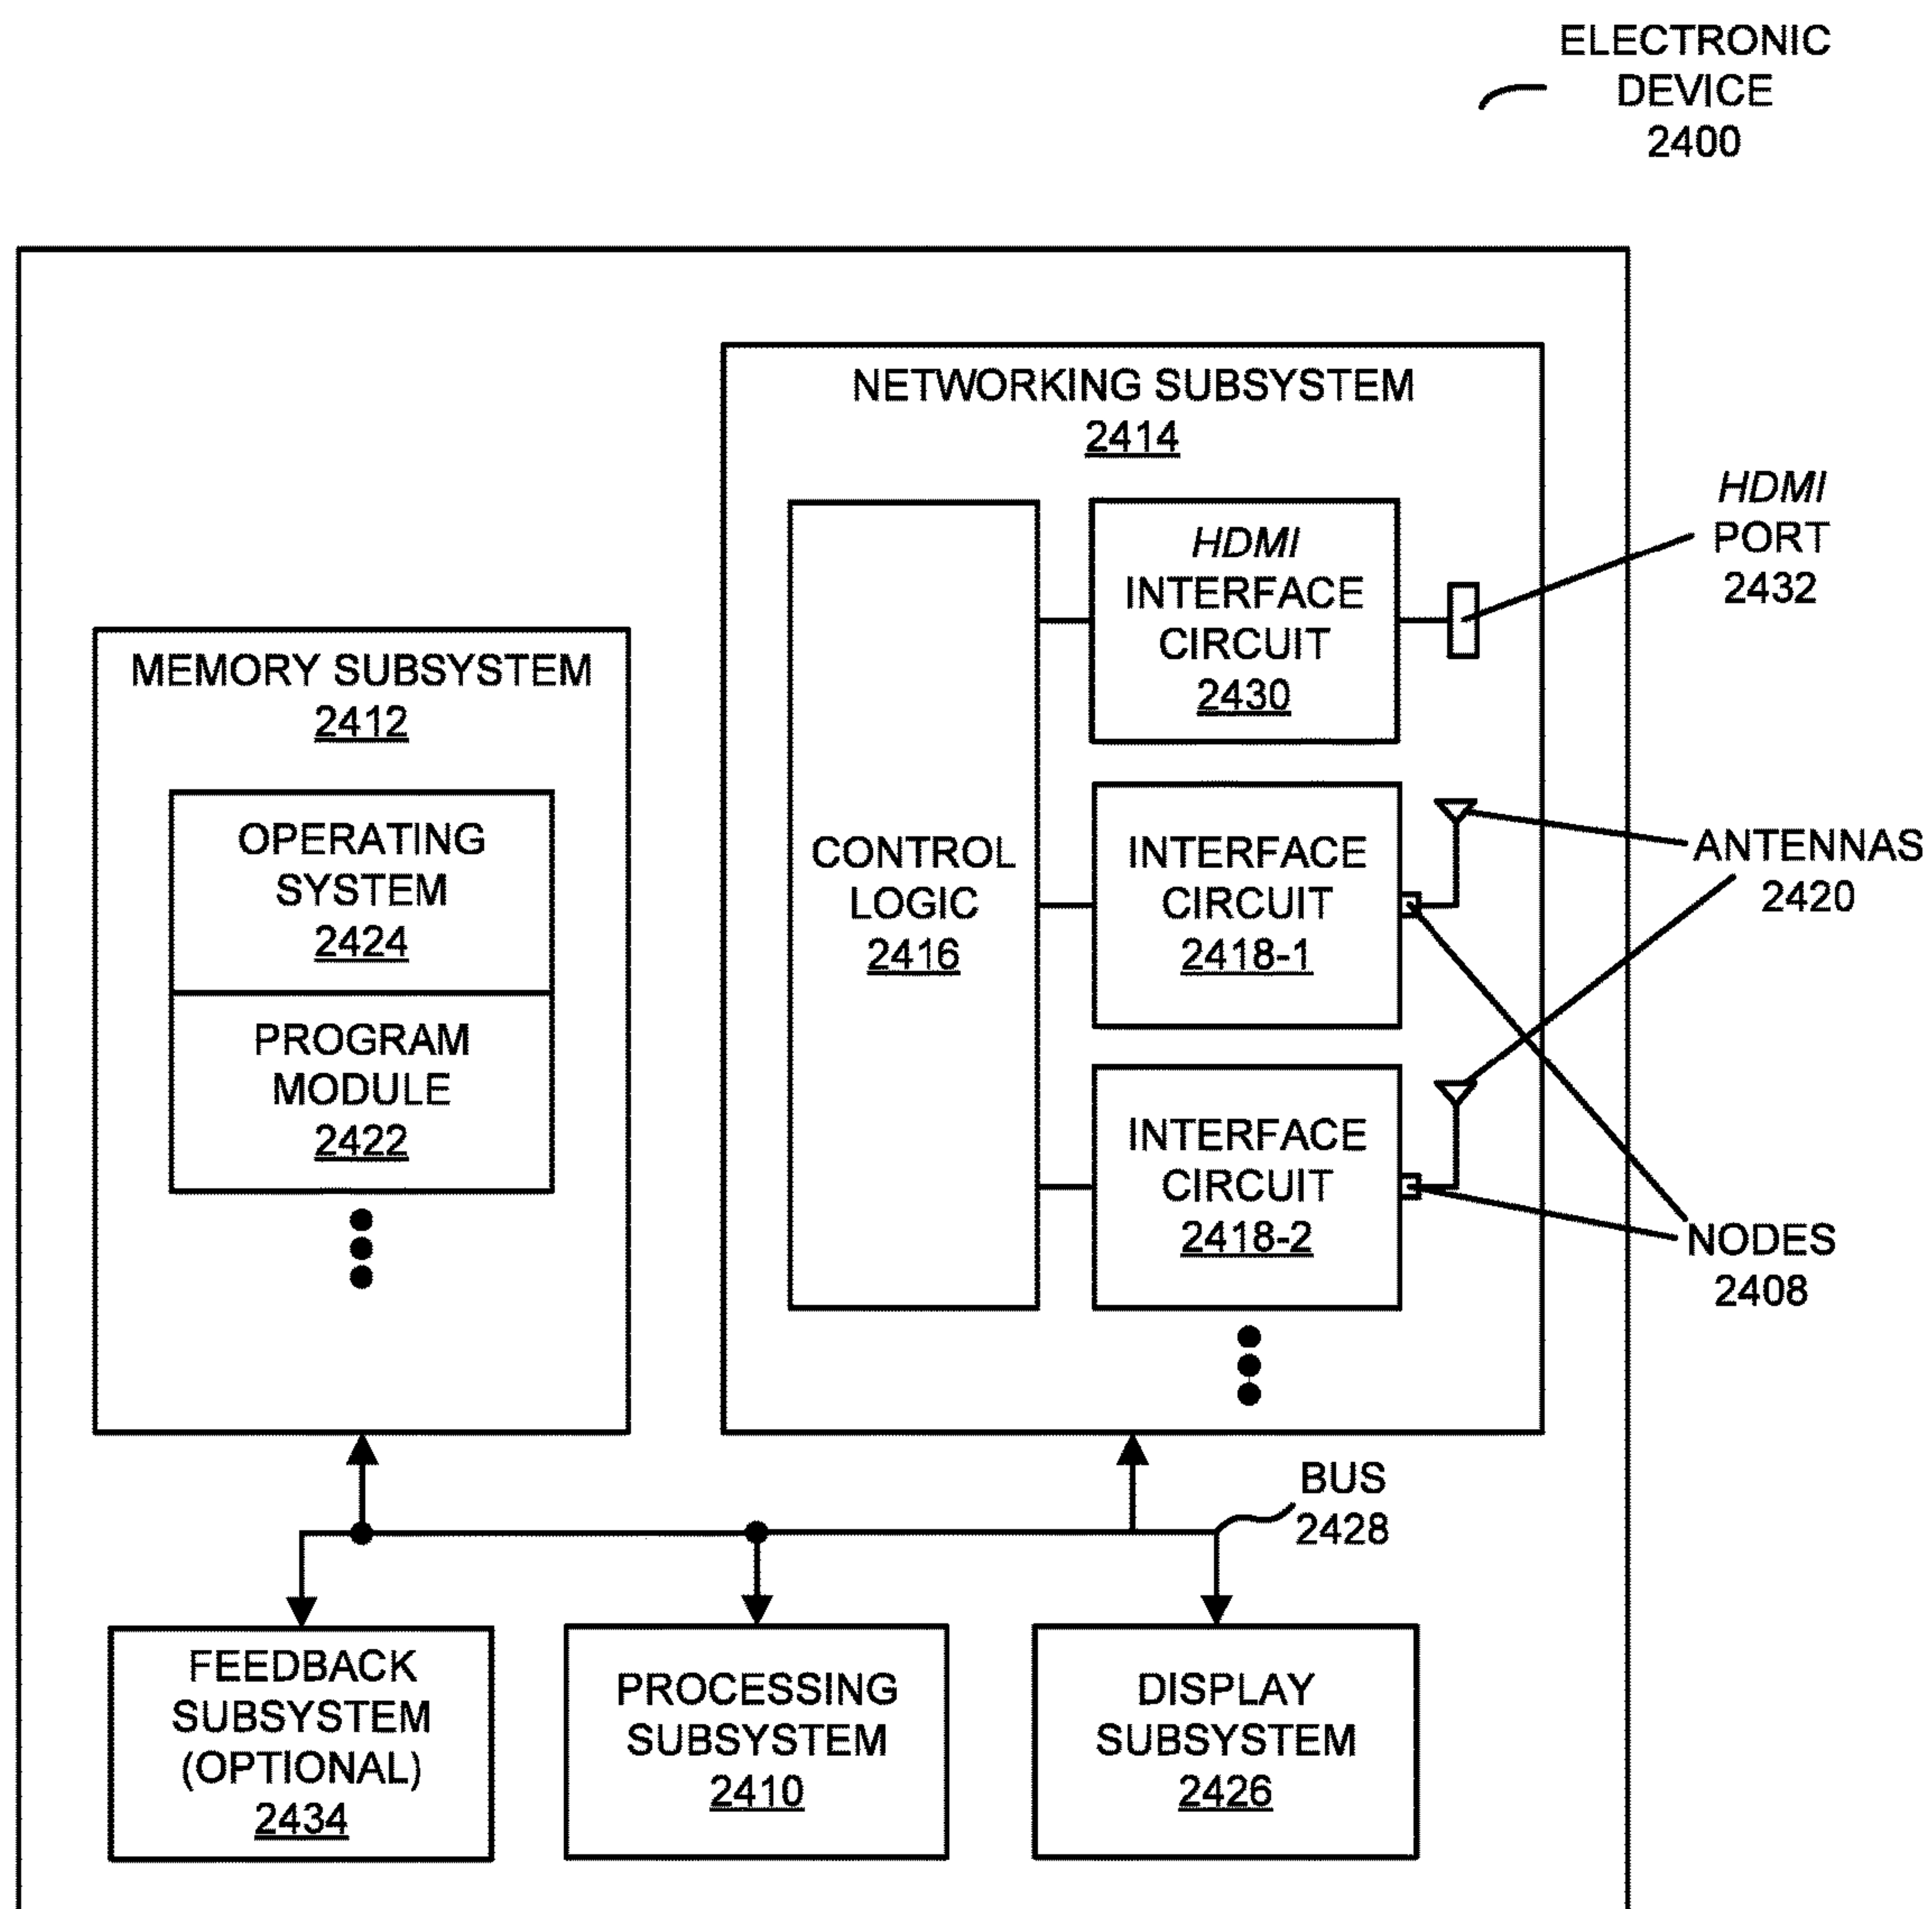 ELECTRONIC
DEVICE
2400
NETWORKING SUBSYSTEM
2414
HDMI
PORT
2432
HDMI
INTERFACE
CIRCUIT
2430
MEMORY SUBSYSTEM
2412
OPERATING
SYSTEM
2424
PROGRAM
MODULE
2422
CONTROL
LOGIC
2416
INTERFACE
CIRCUIT
2418-1
ANTENNAS
2420
INTERFACE
CIRCUIT
2418-2
NODES
2408
BUS
2428
FEEDBACK
SUBSYSTEM
(OPTIONAL)
2434
PROCESSING
SUBSYSTEM
2410
DISPLAY
SUBSYSTEM
2426